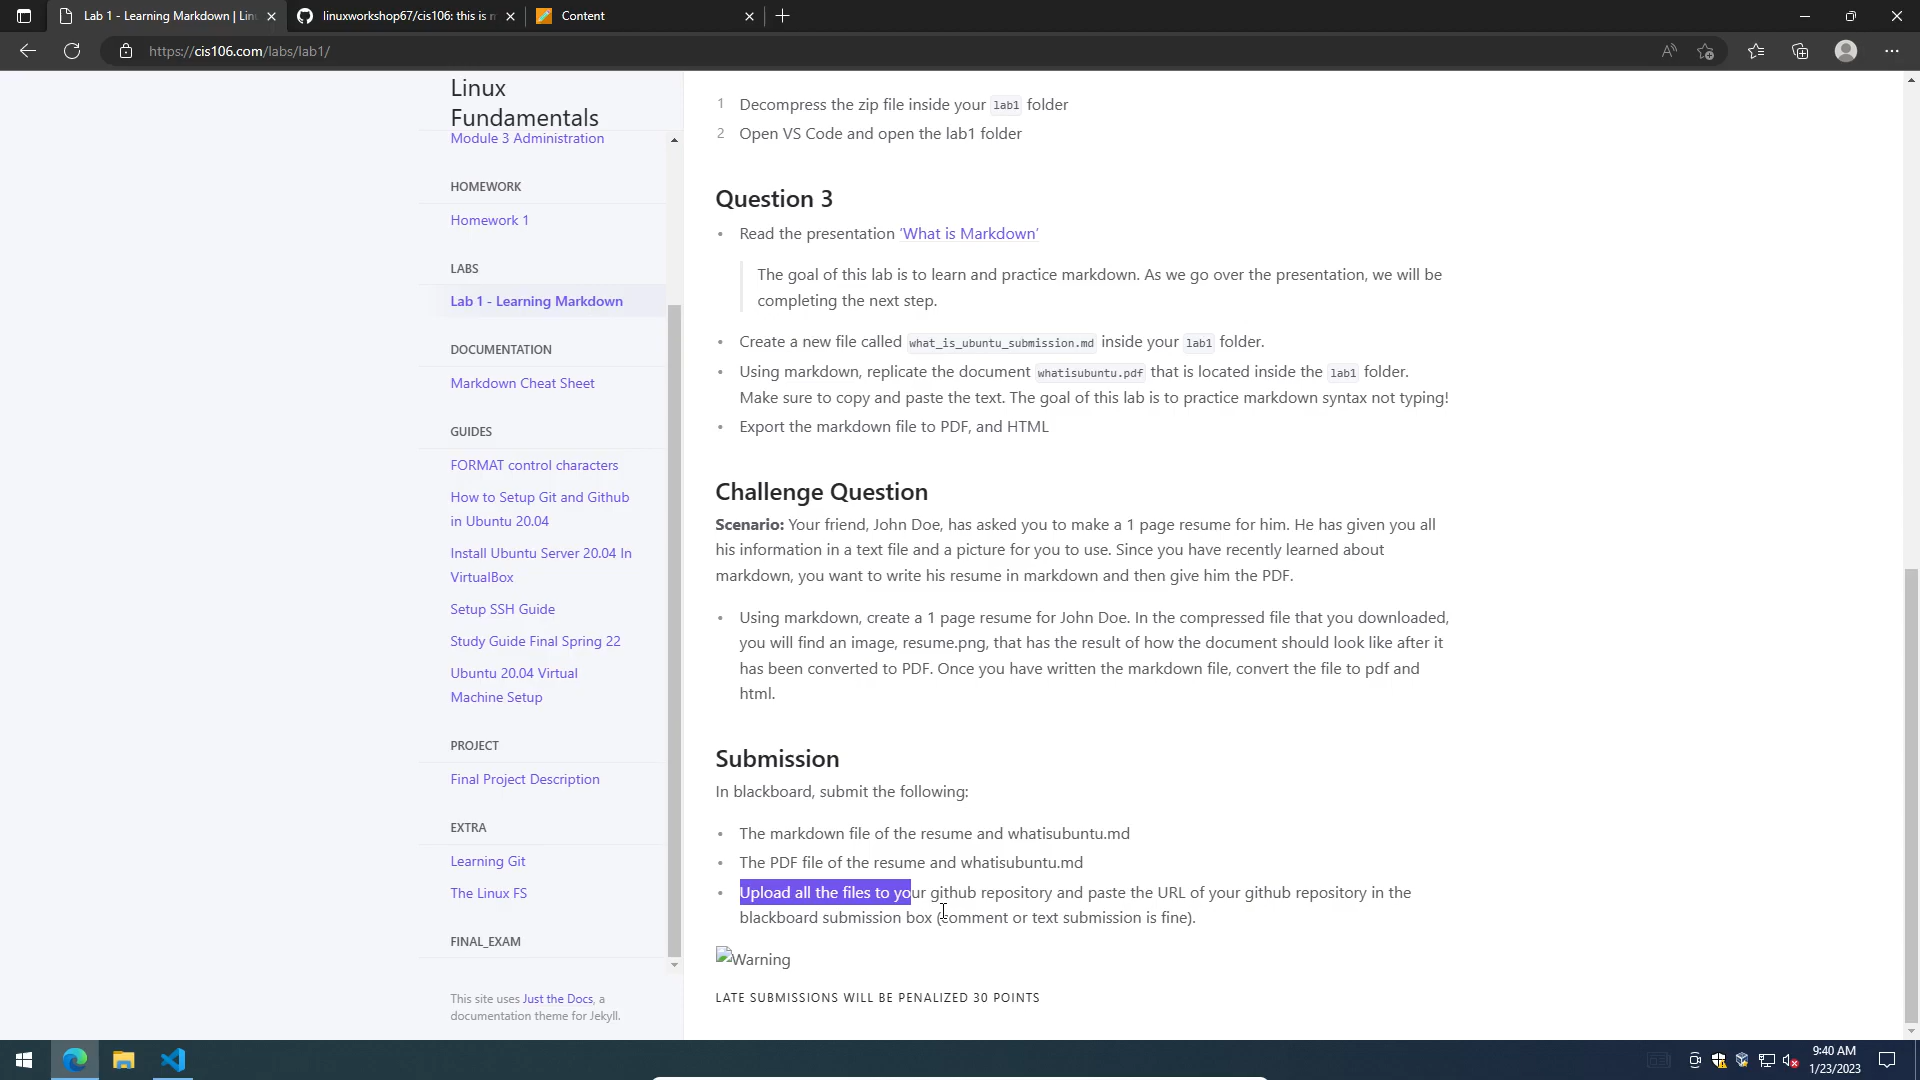 Lab 1 - Learning Markdown | Lin
linuxworkshop67/cis106: this is m
Content
https://cis106.com/labs/lab1/
Linux
Fundamentals
Module 3 Administration
HOMEWORK
Homework 1
LABS
Lab 1 - Learning Markdown
DOCUMENTATION
Markdown Cheat Sheet
GUIDES
FORMAT control characters
How to Setup Git and Github
in Ubuntu 20.04
Install Ubuntu Server 20.04 In
VirtualBox
Setup SSH Guide
Study Guide Final Spring 22
Ubuntu 20.04 Virtual
Machine Setup
PROJECT
Final Project Description
EXTRA
Learning Git
The Linux FS
FINAL_EXAM
This site uses Just the Docs, a
documentation theme for Jekyll.
1 Decompress the zip file inside your lab1 folder
2 Open VS Code and open the lab1 folder
Question 3
• Read the presentation 'What is Markdown'
The goal of this lab is to learn and practice markdown. As we go over the presentation, we will be
completing the next step.
• Create a new file called what_is_ubuntu_submission.md inside your lab1 folder.
• Using markdown, replicate the document whatisubuntu.pdf that is located inside the lab1 folder.
Make sure to copy and paste the text. The goal of this lab is to practice markdown syntax not typing!
• Export the markdown file to PDF, and HTML
Challenge Question
Scenario: Your friend, John Doe, has asked you to make a 1 page resume for him. He has given you all
his information in a text file and a picture for you to use. Since you have recently learned about
markdown, you want to write his resume in markdown and then give him the PDF.
• Using markdown, create a 1 page resume for John Doe. In the compressed file that you downloaded,
you will find an image, resume.png, that has the result of how the document should look like after it
has been converted to PDF. Once you have written the markdown file, convert the file to pdf and
html.
Submission
In blackboard, submit the following:
• The markdown file of the resume and whatisubuntu.md
• The PDF file of the resume and whatisubuntu.md
• Upload all the files to your github repository and paste the URL of your github repository in the
blackboard submission box (comment or text submission is fine).
Warning
LATE SUBMISSIONS WILL BE PENALIZED 30 POINTS
9:40 AM
1/23/2023